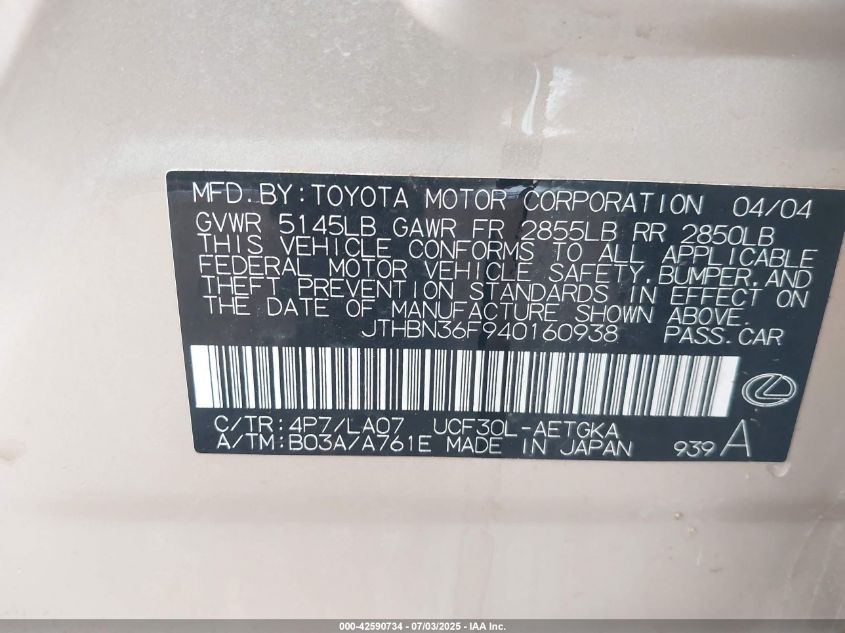 MFD.BY:TOYOTA MOTOR CORPORATION 04/04
GVWR 5145LB GAWR FR 2855LB RR 2850LB
THIS VEHICLE CONFORMS TO ALL APPLICABLE
FEDERAL MOTOR VEHICLE SAFETY,BUMPER,AND
THEFT PREVENTION STANDARDS IN EFFECT ON
THE DATE OF MANUFACTURE SHOWN ABOVE.
JTHBN36F940160938 PASS.CAR
C/TR:4P7/LA07 UCF30L-AETGKA
A/TM:B03A/A761E MADE IN JAPAN 939 A
000-42590734 - 07/03/2025 - IAA Inc.